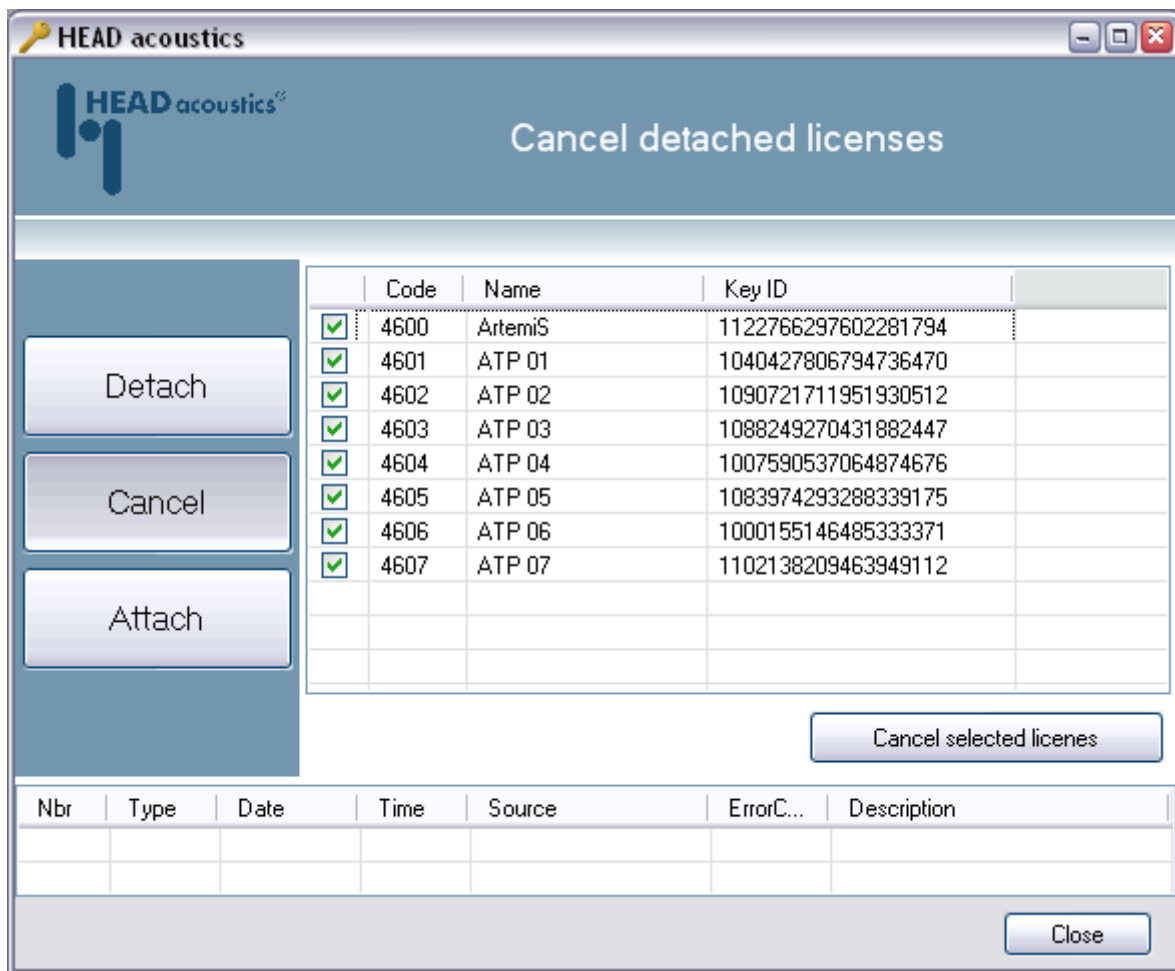 HEAD acoustics
HEAD acoustics®
Cancel detached licenses
Detach
Cancel
Attach
Code Name Key ID
4600 ArtemiS 1122766297602281794
4601 ATP 01 1040427806794736470
4602 ATP 02 1090721711951930512
4603 ATP 03 1088249270431882447
4604 ATP 04 1007590537064874676
4605 ATP 05 1083974293288339175
4606 ATP 06 1000155146485333371
4607 ATP 07 1102138209463949112
Cancel selected licenes
Nbr Type Date Time Source ErrorC... Description
Close